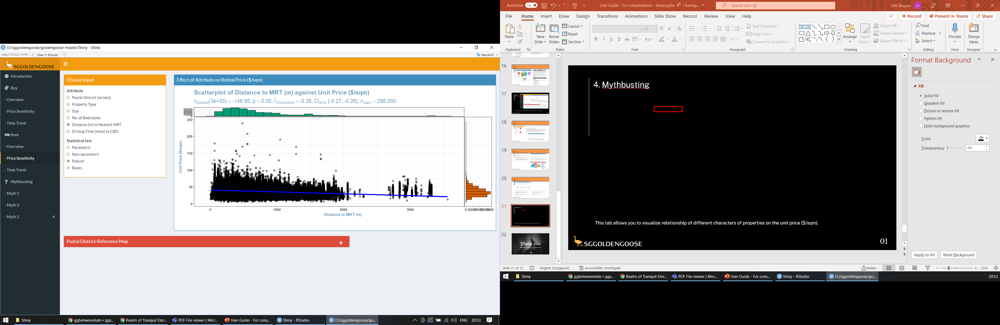 D:/sggoldengoose/goldengoose-master/Shiny - Shiny
http://127.0.0.1:3776
Open in Browser
Republish
SGGOLDENGOOSE
Introduction
Buy
- Overview
- Price Sensitivity
- Time Trend
Rent
- Overview
- Price Sensitivity
- Time Trend
Mythbusting
- Myth 1
- Myth 2
- Myth 3
Choose Input
Attribute
Postal District (no test)
Property Type
Size
No. of Bedrooms
Distance (m) to Nearest MRT
Driving Time (mins) to CBD
Statistical test
Parametric
Non-parametric
Robust
Bayes
Effect of Attribute on Rental Price ($/sqm)
Scatterplot of Distance to MRT (m) against Unit Price ($/sqm)
tStudent(3e+05) = -148.95, p = 0.00, r̂Winsorized = -0.26, CI95% [-0.27, -0.26], npairs = 298,000
250
200
150
100
50
0
Unit Price ($/sqm)
0 1000 2000 3000
Distance to MRT (m)
Postal District Reference Map
Shiny
ggbetweenstats • ggs...
Realm of Tranquil Eter...
PDF File viewer | Micr...
User Guide - For cons...
Shiny - RStudio
D:/sggoldengoose/go...
ENG
20:53
AutoSave On
User Guide - For consolidation - Annie.pptx • Saving...
Search (Alt+Q)
LIN Shuyan LS
File Home Insert Draw Design Transitions Animations Slide Show Record Review View Help
Record
Present in Teams
Share
Paste
Clipboard
New Slide
Reuse Slides
Layout
Reset
Section
Slides
18
B I U S ab AV Aa A
Font
Text Direction
Align Text
Convert to SmartArt
Paragraph
Arrange
Quick Styles
Shape Fill
Shape Outline
Shape Effects
Drawing
Find
Replace
Select
Editing
Dictate
Voice
Design Ideas
Designer
16
17
18
19
20
21
22
Thank you
4. Mythbusting
This tab allows you to visualize relationship of different characters of properties on the unit price ($/sqm).
SGGOLDENGOOSE
01
Format Background
Fill
Solid fill
Gradient fill
Picture or texture fill
Pattern fill
Hide background graphics
Color
Transparency
0%
Apply to All
Reset Background
Slide 21 of 22
English (Singapore)
Accessibility: Investigate
Notes
53%
Shiny
ggbetweenstats • ggs...
Realm of Tranquil Eter...
PDF File viewer | Micr...
User Guide - For cons...
Shiny - RStudio
D:/sggoldengoose/go...
20:53